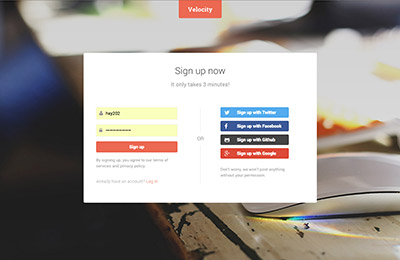 Velocity
Sign up now
It only takes 3 minutes!
hey202
Sign up
By signing up, you agree to our terms of
services and privacy policy.
Already have an account? Log in
OR
Sign up with Twitter
Sign up with Facebook
Sign up with Github
Sign up with Google
Don't worry, we won't post anything
without your permission.